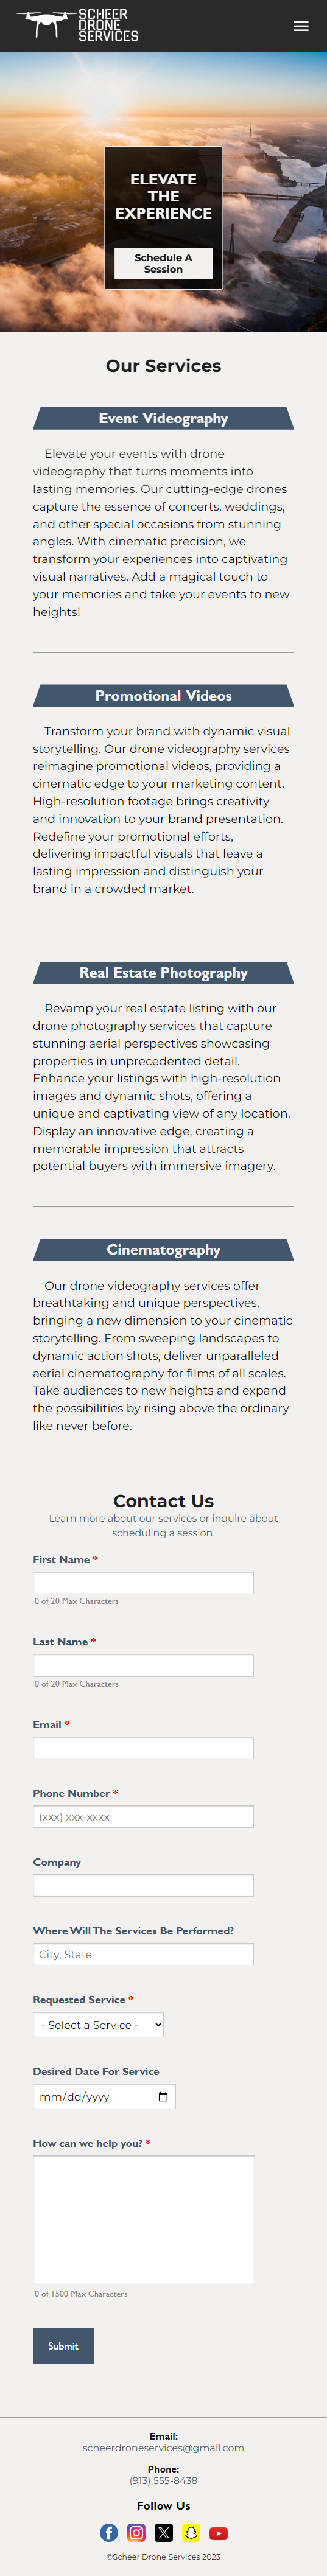 SCHEER
DRONE
SERVICES
ELEVATE
THE
EXPERIENCE
Schedule A
Session
Our Services
Event Videography
Elevate your events with drone
videography that turns moments into
lasting memories. Our cutting-edge drones
capture the essence of concerts, weddings,
and other special occasions from stunning
angles. With cinematic precision, we
transform your experiences into captivating
visual narratives. Add a magical touch to
your memories and take your events to new
heights!
Promotional Videos
Transform your brand with dynamic visual
storytelling. Our drone videography services
reimagine promotional videos, providing a
cinematic edge to your marketing content.
High-resolution footage brings creativity
and innovation to your brand presentation.
Redefine your promotional efforts,
delivering impactful visuals that leave a
lasting impression and distinguish your
brand in a crowded market.
Real Estate Photography
Revamp your real estate listing with our
drone photography services that capture
stunning aerial perspectives showcasing
properties in unprecedented detail.
Enhance your listings with high-resolution
images and dynamic shots, offering a
unique and captivating view of any location.
Display an innovative edge, creating a
memorable impression that attracts
potential buyers with immersive imagery.
Cinematography
Our drone videography services offer
breathtaking and unique perspectives,
bringing a new dimension to your cinematic
storytelling. From sweeping landscapes to
dynamic action shots, deliver unparalleled
aerial cinematography for films of all scales.
Take audiences to new heights and expand
the possibilities by rising above the ordinary
like never before.
Contact Us
Learn more about our services or inquire about
scheduling a session.
First Name *
0 of 20 Max Characters
Last Name *
0 of 20 Max Characters
Email *
Phone Number *
(xxx) xxx-xxxx
Company
Where Will The Services Be Performed?
City, State
Requested Service *
- Select a Service -
Desired Date For Service
mm/dd/yyyy
How can we help you? *
0 of 1500 Max Characters
Submit
Email:
scheerdroneservices@gmail.com
Phone:
(913) 555-8438
Follow Us
©Scheer Drone Services 2023